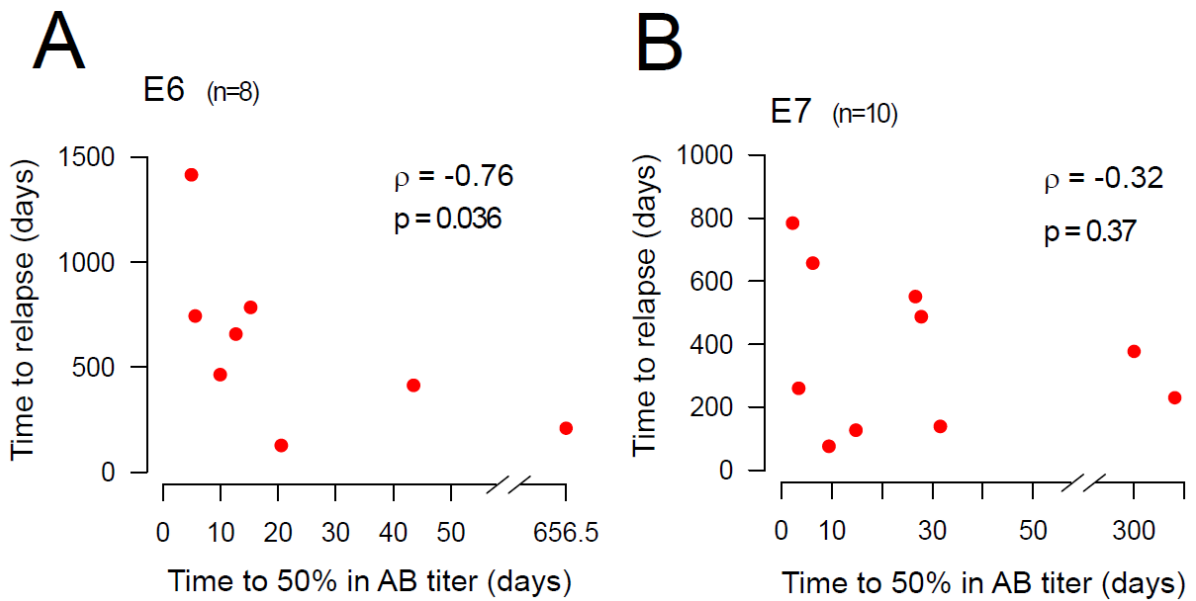 A
E6 (n=8)
Time to relapse (days)
1500
1000
500
0
ρ = -0.76
p = 0.036
0 10 20 30 40 50 656.5
Time to 50% in AB titer (days)
B
E7 (n=10)
Time to relapse (days)
1000
800
600
400
200
0
ρ = -0.32
p = 0.37
0 10 30 50 300
Time to 50% in AB titer (days)